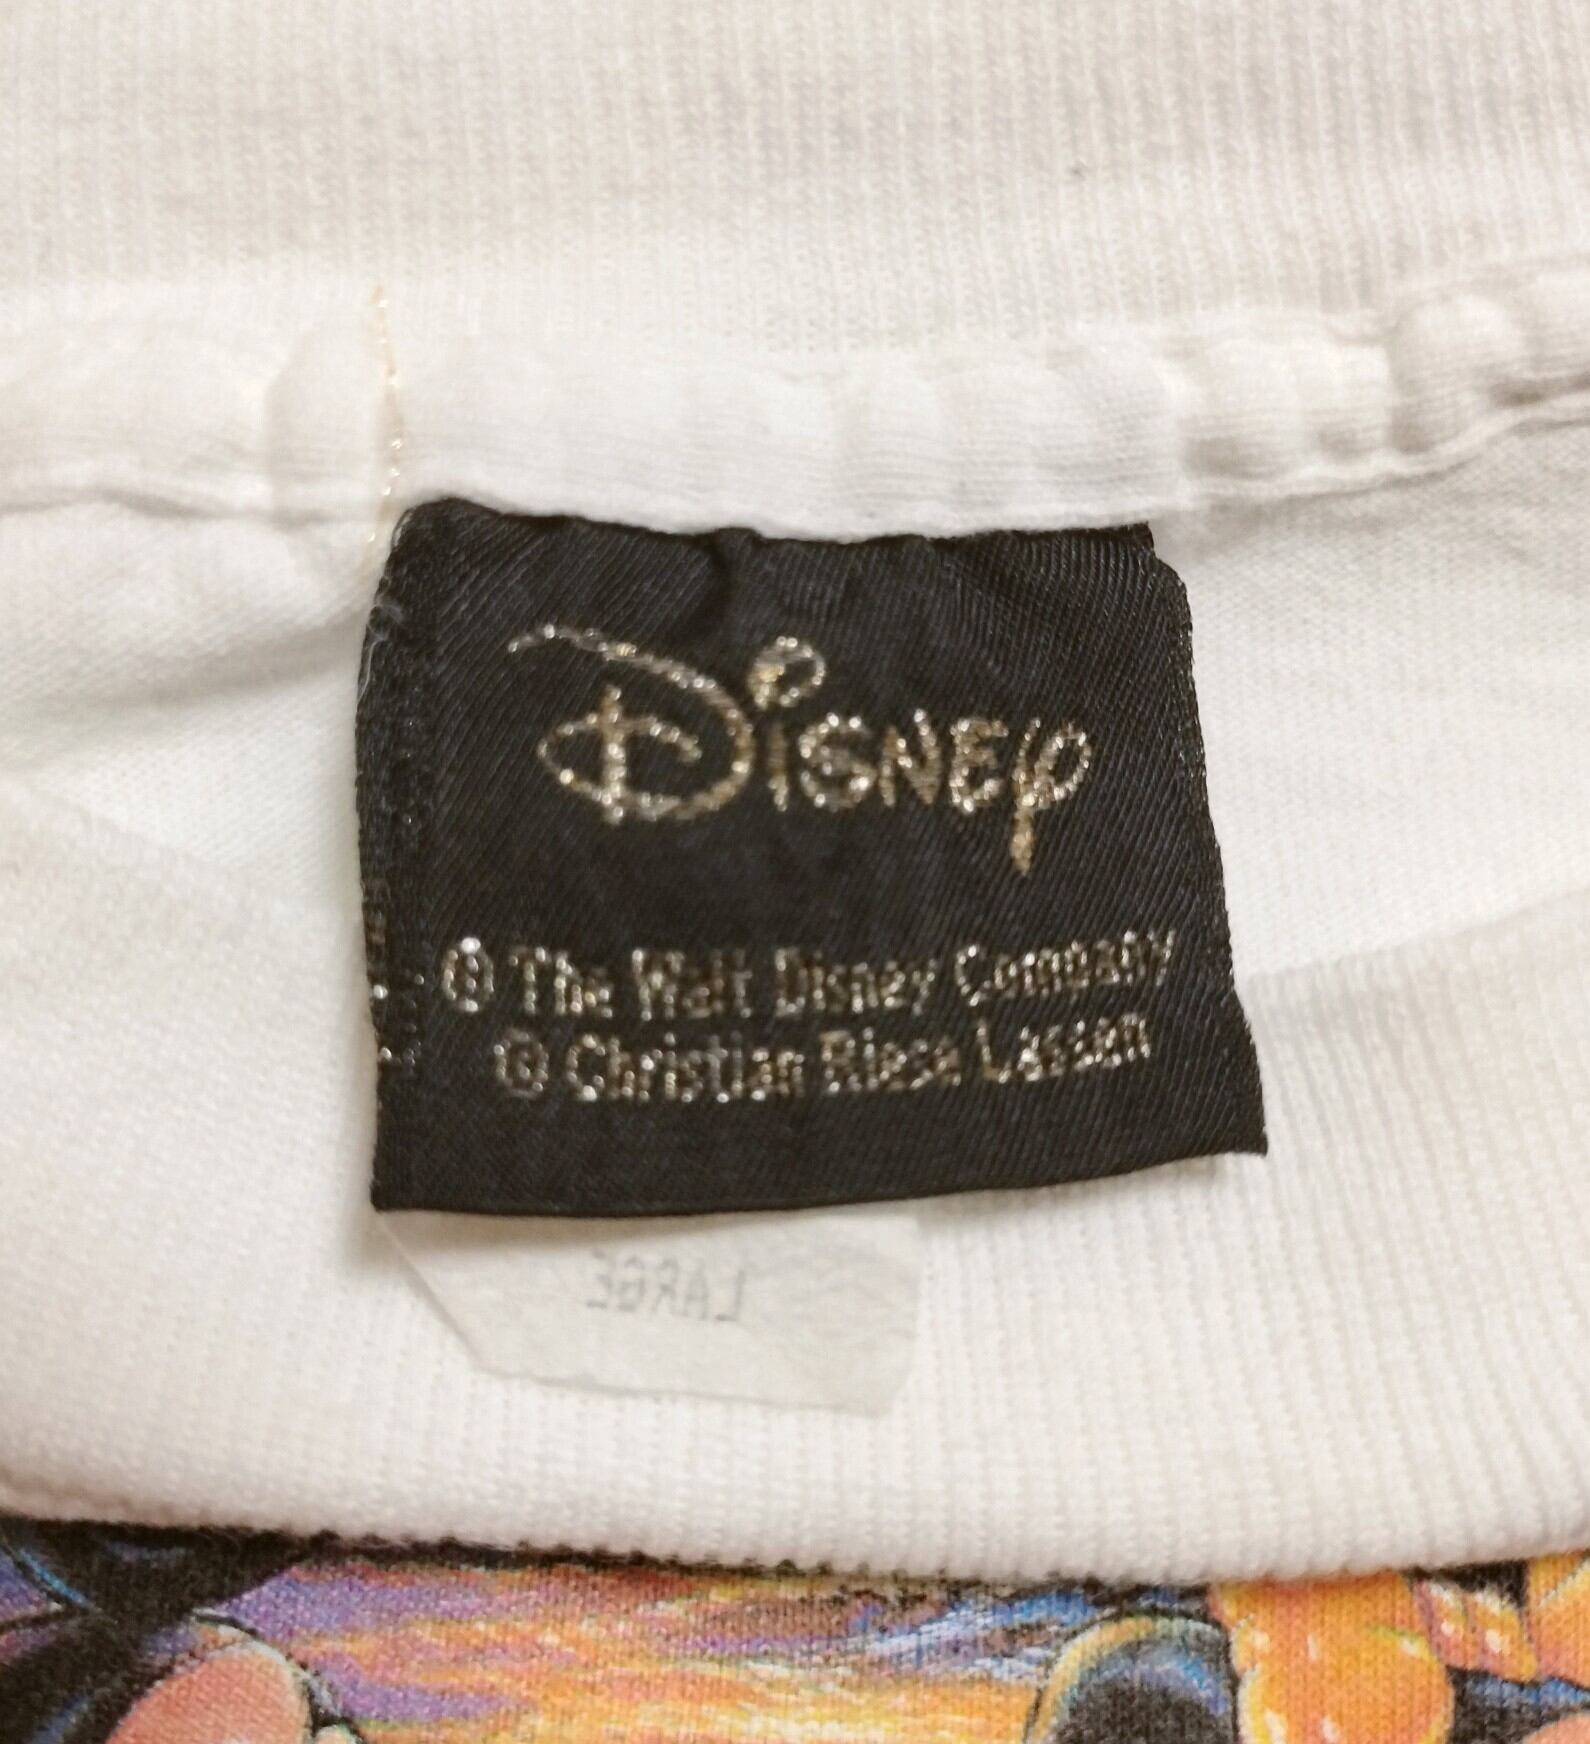 Disney
© The Walt Disney Company
© Christian Riese Lassen
LARGE